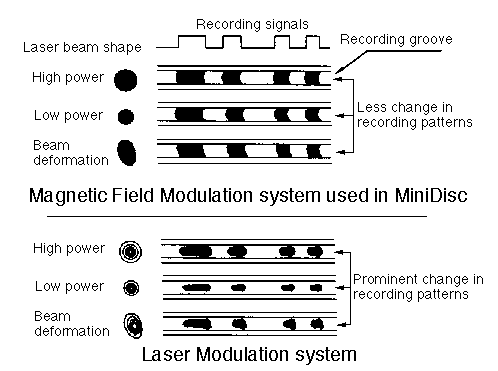 Recording signals
Laser beam shape
Recording groove
High power
Low power
Less change in
recording patterns
Beam
deformation
Magnetic Field Modulation system used in MiniDisc
High power
Low power
Prominent change in
recording patterns
Beam
deformation
Laser Modulation system